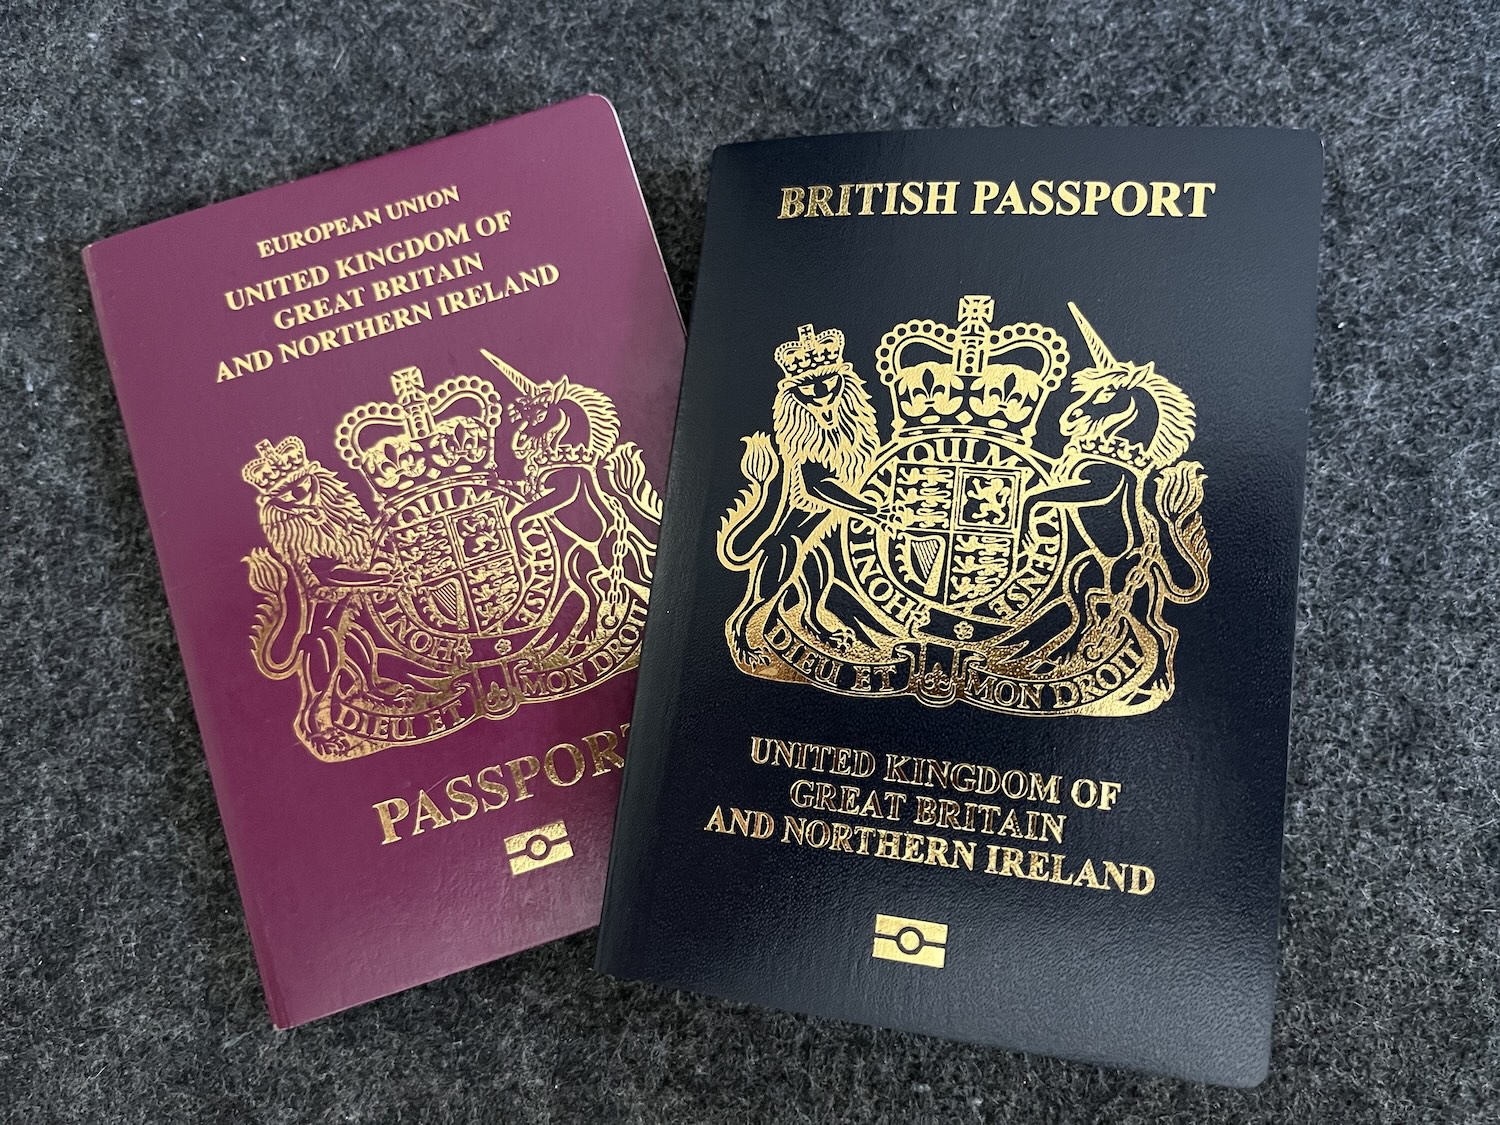 EUROPEAN UNION
UNITED KINGDOM OF
GREAT BRITAIN
AND NORTHERN IRELAND
HONI SOIT QUI MAL Y PENSE
DIEU ET MON DROIT
PASSPORT
BRITISH PASSPORT
HONI SOIT QUI MAL Y PENSE
DIEU ET MON DROIT
UNITED KINGDOM OF
GREAT BRITAIN
AND NORTHERN IRELAND